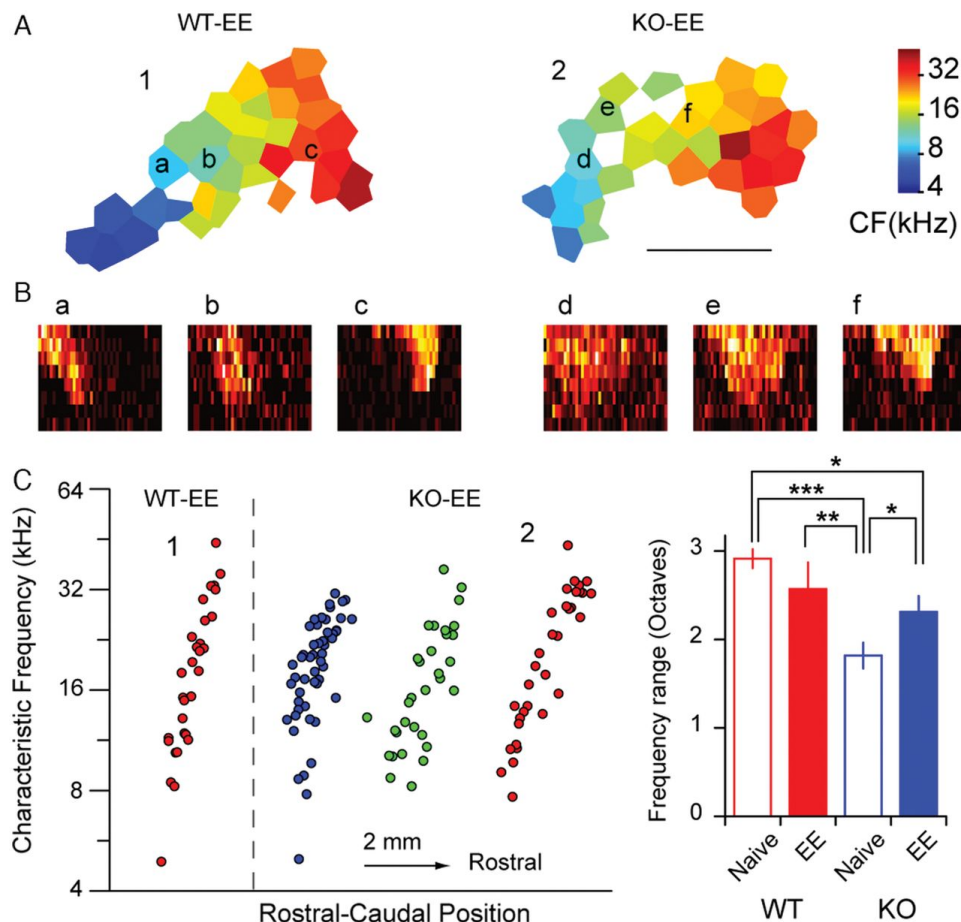 A
WT-EE
KO-EE
1
2
a
b
c
d
e
f
32
16
8
4
CF(kHz)
B
a
b
c
d
e
f
C
Characteristic Frequency (kHz)
64
32
16
8
4
WT-EE
KO-EE
1
2
2 mm
Rostral
Rostral-Caudal Position
*
***
**
*
Frequency range (Octaves)
3
2
1
0
Naive
EE
Naive
EE
WT
KO